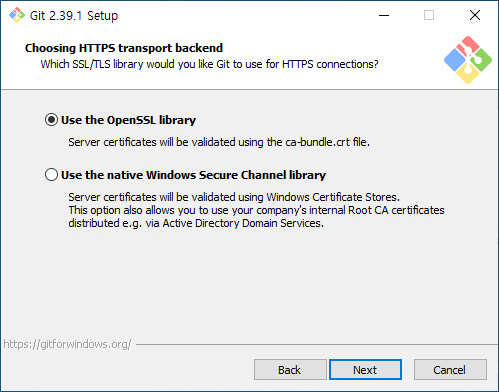 Git 2.39.1 Setup
Choosing HTTPS transport backend
Which SSL/TLS library would you like Git to use for HTTPS connections?
Use the OpenSSL library
Server certificates will be validated using the ca-bundle.crt file.
Use the native Windows Secure Channel library
Server certificates will be validated using Windows Certificate Stores.
This option also allows you to use your company's internal Root CA certificates
distributed e.g. via Active Directory Domain Services.
https://gitforwindows.org/
Back Next Cancel